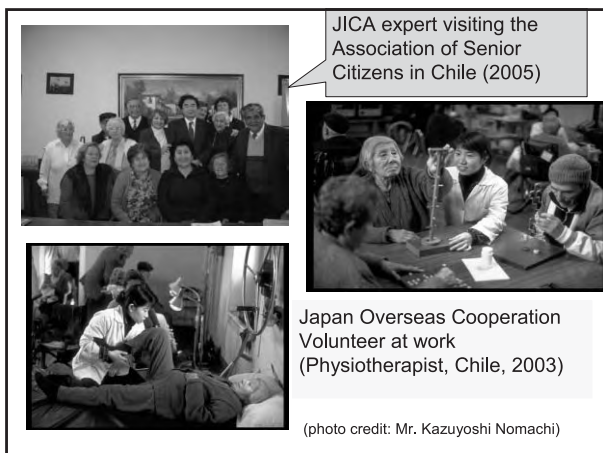 JICA expert visiting the
Association of Senior
Citizens in Chile (2005)
Japan Overseas Cooperation
Volunteer at work
(Physiotherapist, Chile, 2003)
(photo credit: Mr. Kazuyoshi Nomachi)